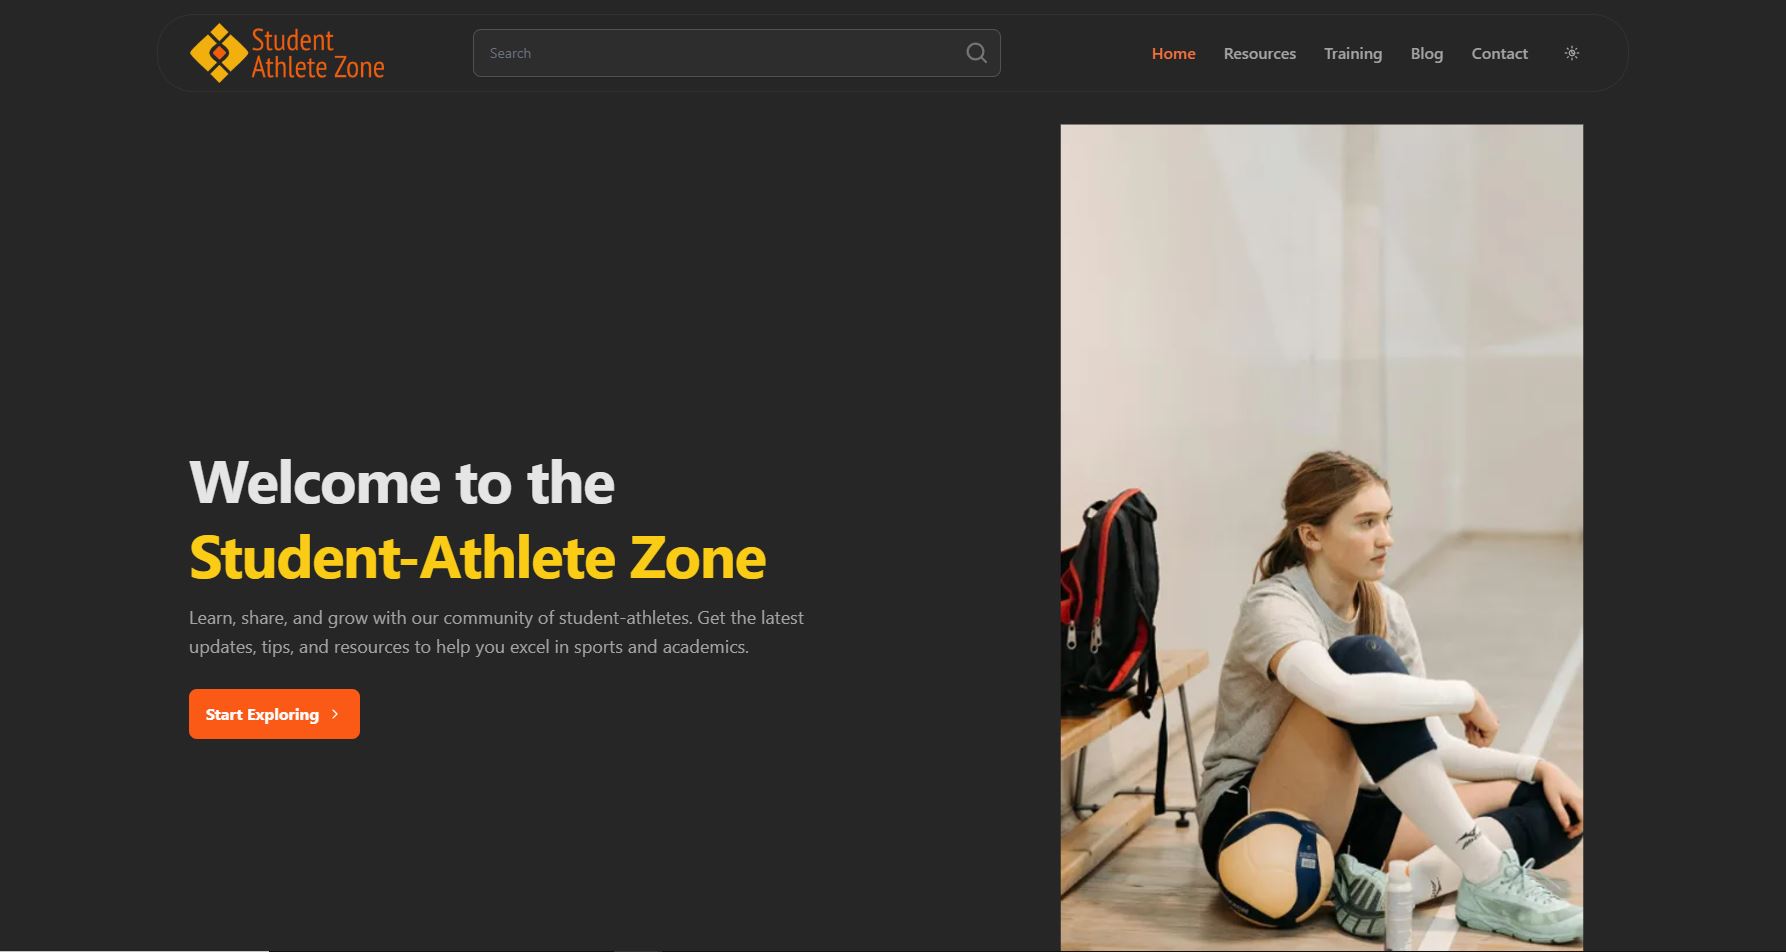 Student
Athlete Zone
Search
Home
Resources
Training
Blog
Contact
Welcome to the
Student-Athlete Zone
Learn, share, and grow with our community of student-athletes. Get the latest
updates, tips, and resources to help you excel in sports and academics.
Start Exploring